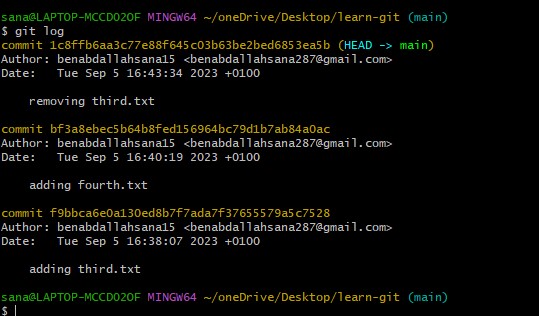 sana@LAPTOP-MCCDO2OF MINGW64 ~/oneDrive/Desktop/learn-git (main)
$ git log
commit 1c8ffb6aa3c77e88f645c03b63be2bed6853ea5b (HEAD -> main)
Author: benabdallahsana15 <benabdallahsana287@gmail.com>
Date:   Tue Sep 5 16:43:34 2023 +0100

    removing third.txt

commit bf3a8ebec5b64b8fed156964bc79d1b7ab84a0ac
Author: benabdallahsana15 <benabdallahsana287@gmail.com>
Date:   Tue Sep 5 16:40:19 2023 +0100

    adding fourth.txt

commit f9bbca6e0a130ed8b7f7ada7f37655579a5c7528
Author: benabdallahsana15 <benabdallahsana287@gmail.com>
Date:   Tue Sep 5 16:38:07 2023 +0100

    adding third.txt

sana@LAPTOP-MCCDO2OF MINGW64 ~/oneDrive/Desktop/learn-git (main)
$